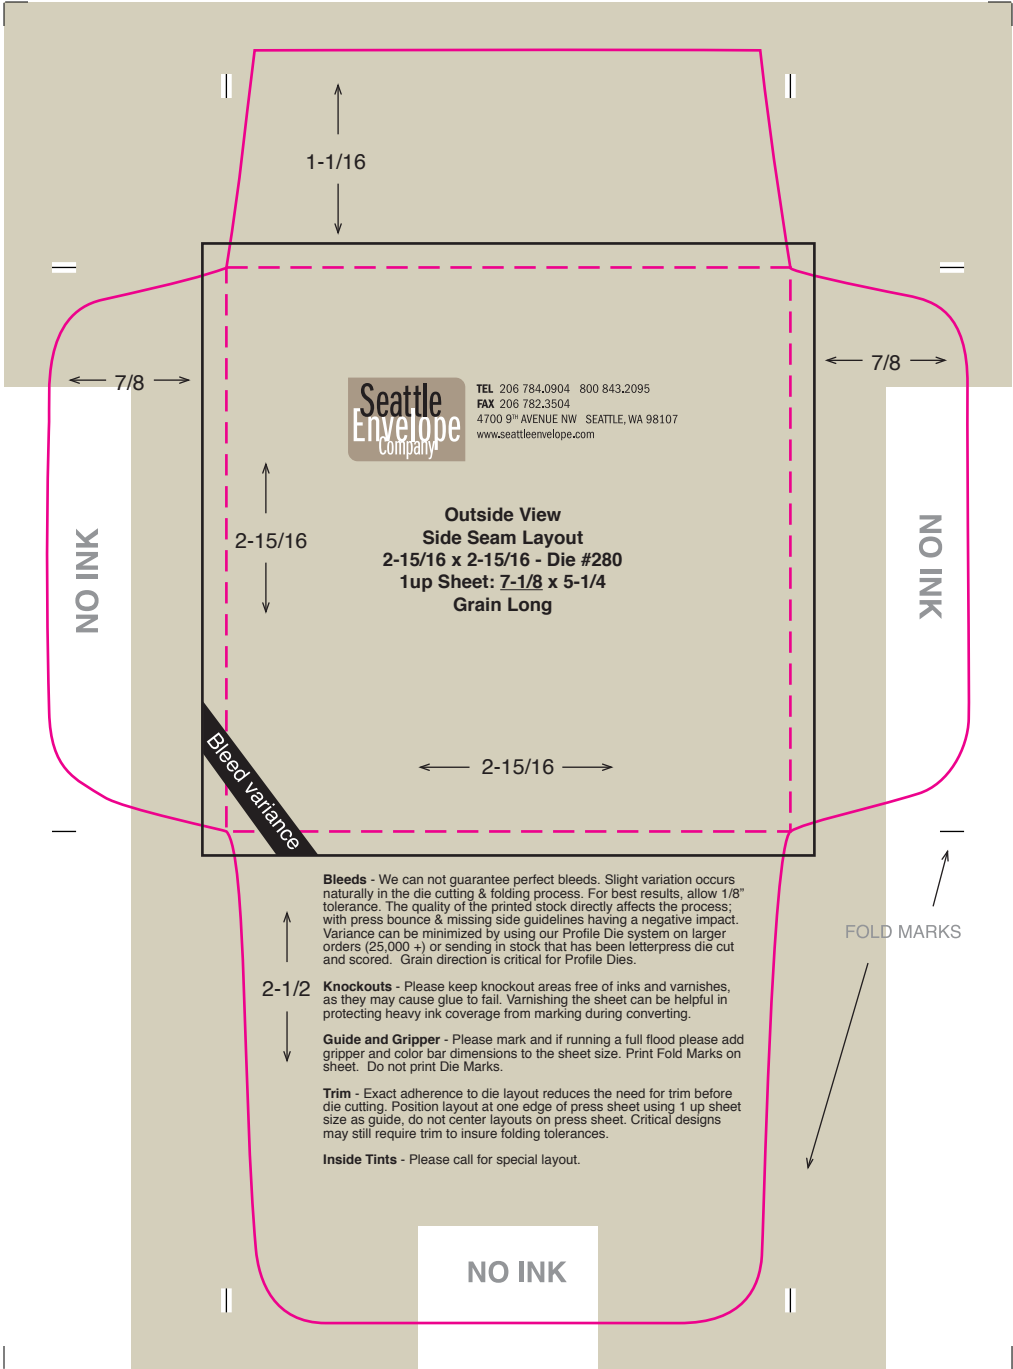 1-1/16
7/8
7/8
Seattle
Envelope
Company
TEL 206 784.0904 800 843.2095
FAX 206 782.3504
4700 9TH AVENUE NW SEATTLE, WA 98107
www.seattleenvelope.com
Outside View
Side Seam Layout
2-15/16 x 2-15/16 - Die #280
1up Sheet: 7-1/8 x 5-1/4
Grain Long
2-15/16
NO INK
NO INK
2-15/16
Bleed variance
Bleeds - We can not guarantee perfect bleeds. Slight variation occurs
naturally in the die cutting & folding process. For best results, allow 1/8”
tolerance. The quality of the printed stock directly affects the process;
with press bounce & missing side guidelines having a negative impact.
Variance can be minimized by using our Profile Die system on larger
orders (25,000 +) or sending in stock that has been letterpress die cut
and scored. Grain direction is critical for Profile Dies.
FOLD MARKS
2-1/2
Knockouts - Please keep knockout areas free of inks and varnishes,
as they may cause glue to fail. Varnishing the sheet can be helpful in
protecting heavy ink coverage from marking during converting.
Guide and Gripper - Please mark and if running a full flood please add
gripper and color bar dimensions to the sheet size. Print Fold Marks on
sheet. Do not print Die Marks.
Trim - Exact adherence to die layout reduces the need for trim before
die cutting. Position layout at one edge of press sheet using 1 up sheet
size as guide, do not center layouts on press sheet. Critical designs
may still require trim to insure folding tolerances.
Inside Tints - Please call for special layout.
NO INK